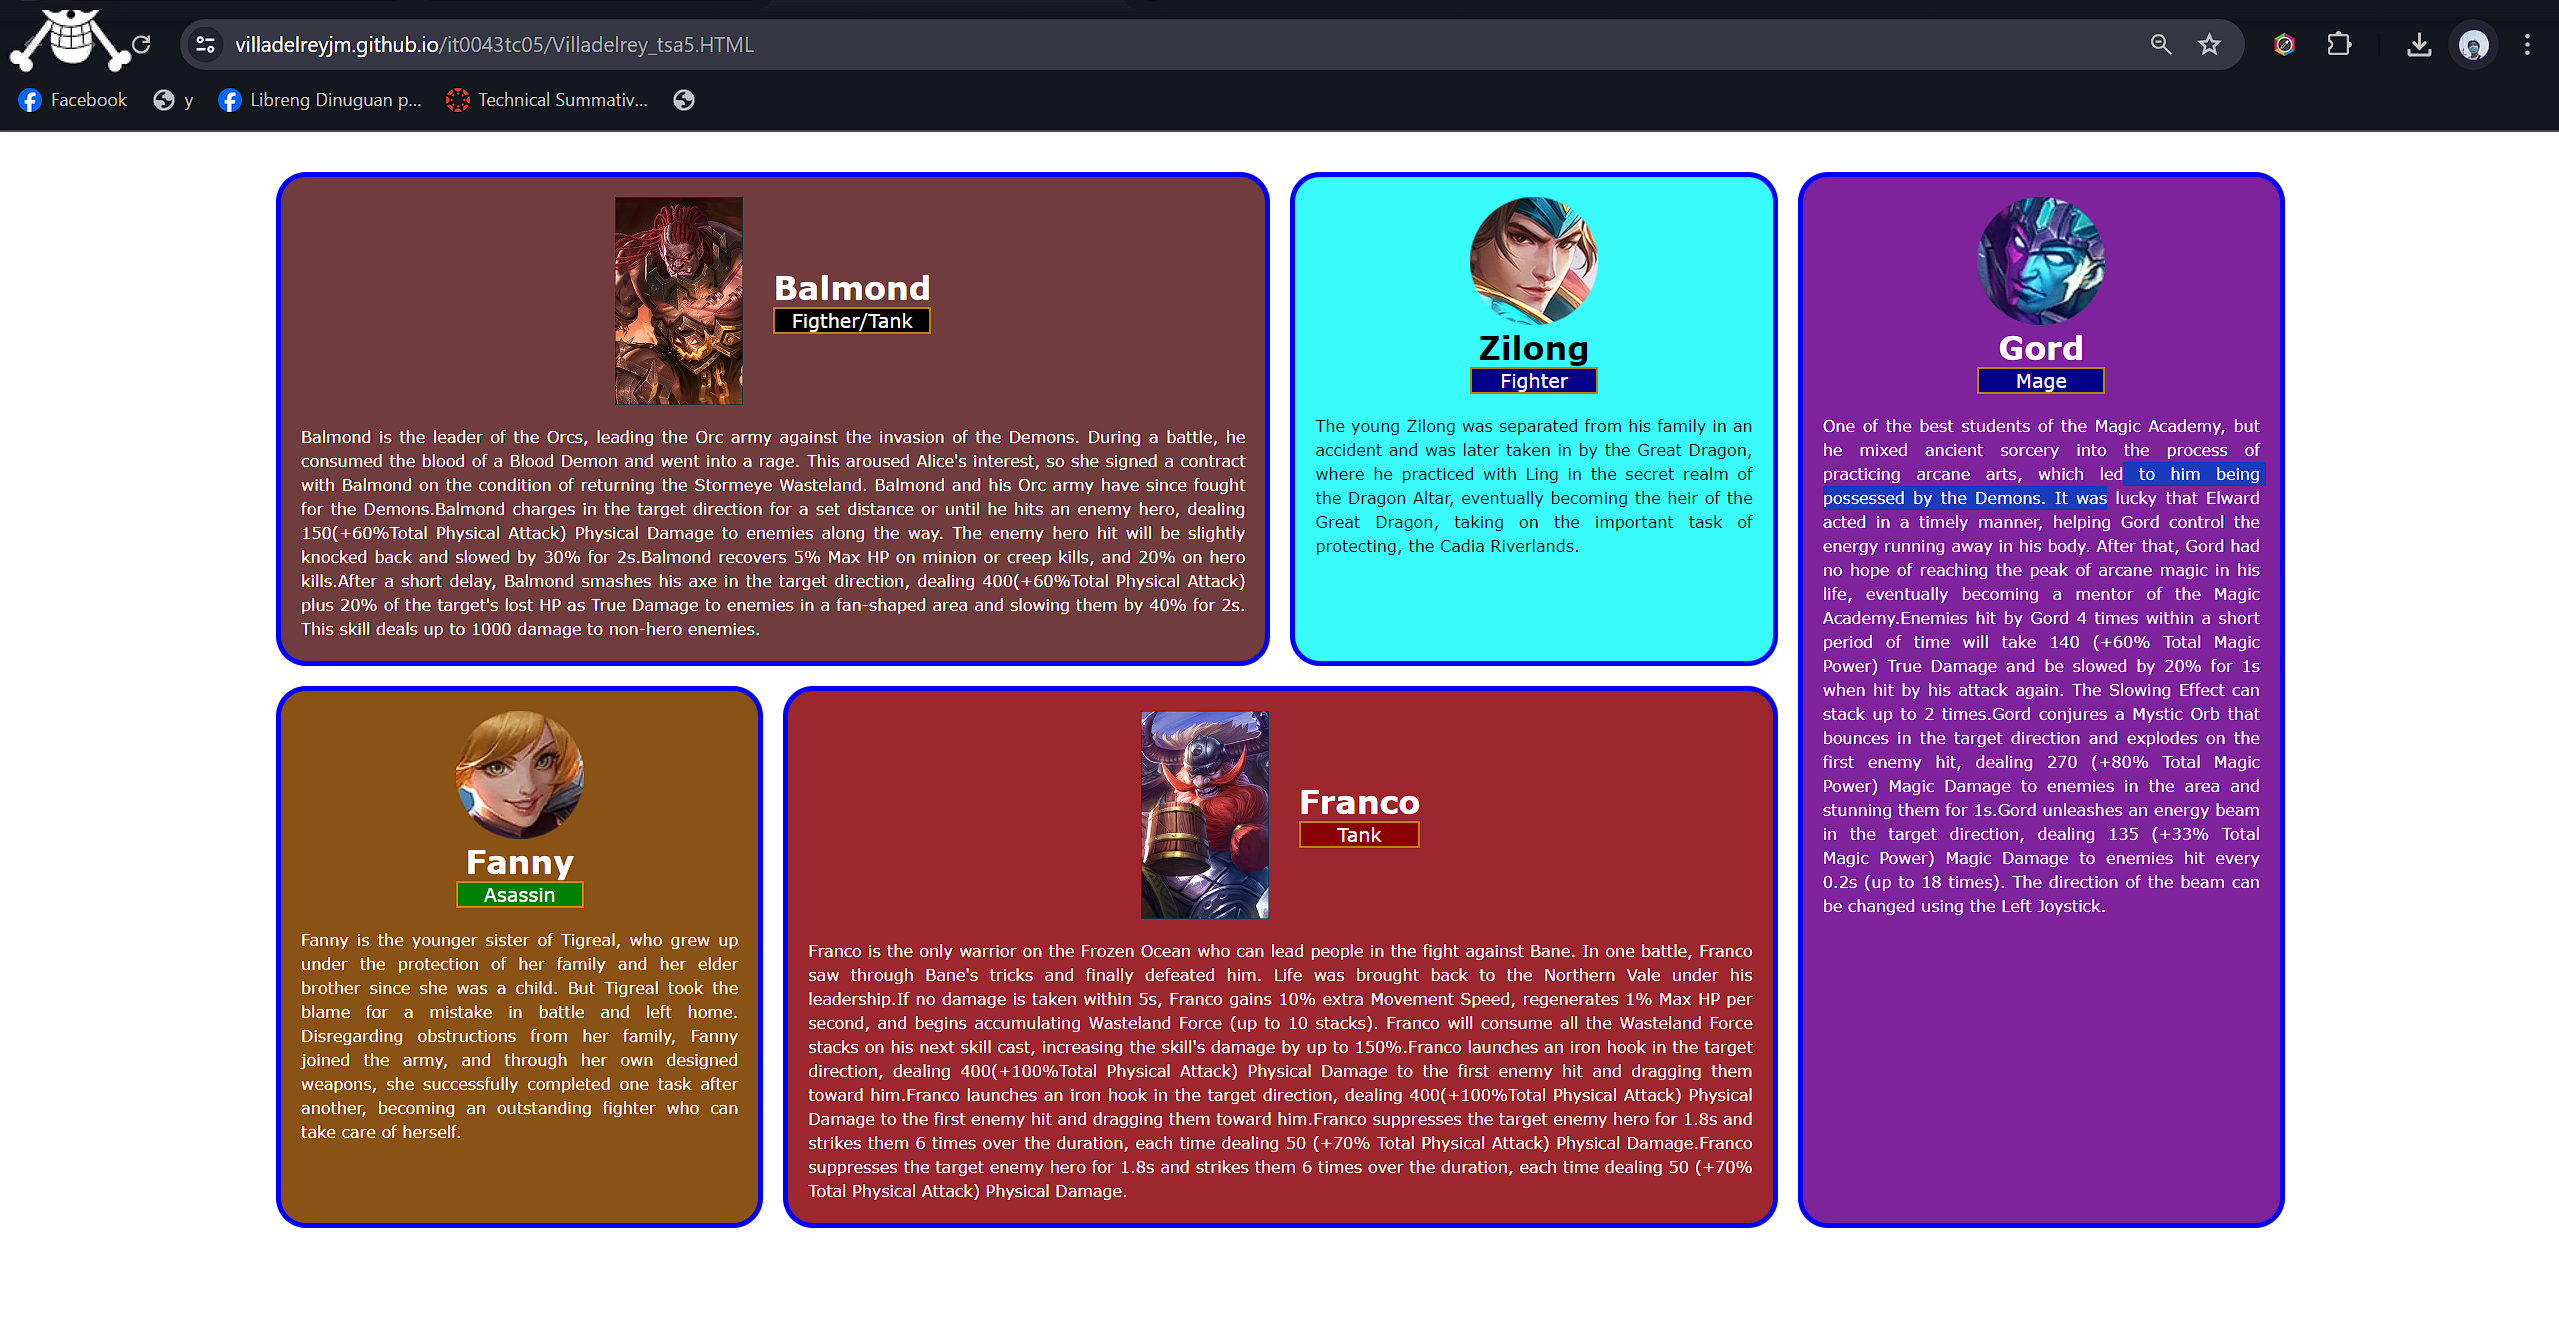 villadelreyjm.github.io/it0043tc05/Villadelrey_tsa5.HTML
Facebook
y
Libreng Dinuguan p...
Technical Summativ...
Balmond
Figther/Tank
Balmond is the leader of the Orcs, leading the Orc army against the invasion of the Demons. During a battle, he
consumed the blood of a Blood Demon and went into a rage. This aroused Alice's interest, so she signed a contract
with Balmond on the condition of returning the Stormeye Wasteland. Balmond and his Orc army have since fought
for the Demons.Balmond charges in the target direction for a set distance or until he hits an enemy hero, dealing
150(+60%Total Physical Attack) Physical Damage to enemies along the way. The enemy hero hit will be slightly
knocked back and slowed by 30% for 2s.Balmond recovers 5% Max HP on minion or creep kills, and 20% on hero
kills.After a short delay, Balmond smashes his axe in the target direction, dealing 400(+60%Total Physical Attack)
plus 20% of the target's lost HP as True Damage to enemies in a fan-shaped area and slowing them by 40% for 2s.
This skill deals up to 1000 damage to non-hero enemies.
Zilong
Fighter
The young Zilong was separated from his family in an
accident and was later taken in by the Great Dragon,
where he practiced with Ling in the secret realm of
the Dragon Altar, eventually becoming the heir of the
Great Dragon, taking on the important task of
protecting, the Cadia Riverlands.
Gord
Mage
One of the best students of the Magic Academy, but
he mixed ancient sorcery into the process of
practicing arcane arts, which led to him being
possessed by the Demons. It was lucky that Elward
acted in a timely manner, helping Gord control the
energy running away in his body. After that, Gord had
no hope of reaching the peak of arcane magic in his
life, eventually becoming a mentor of the Magic
Academy.Enemies hit by Gord 4 times within a short
period of time will take 140 (+60% Total Magic
Power) True Damage and be slowed by 20% for 1s
when hit by his attack again. The Slowing Effect can
stack up to 2 times.Gord conjures a Mystic Orb that
bounces in the target direction and explodes on the
first enemy hit, dealing 270 (+80% Total Magic
Power) Magic Damage to enemies in the area and
stunning them for 1s.Gord unleashes an energy beam
in the target direction, dealing 135 (+33% Total
Magic Power) Magic Damage to enemies hit every
0.2s (up to 18 times). The direction of the beam can
be changed using the Left Joystick.
Fanny
Asassin
Fanny is the younger sister of Tigreal, who grew up
under the protection of her family and her elder
brother since she was a child. But Tigreal took the
blame for a mistake in battle and left home.
Disregarding obstructions from her family, Fanny
joined the army, and through her own designed
weapons, she successfully completed one task after
another, becoming an outstanding fighter who can
take care of herself.
Franco
Tank
Franco is the only warrior on the Frozen Ocean who can lead people in the fight against Bane. In one battle, Franco
saw through Bane's tricks and finally defeated him. Life was brought back to the Northern Vale under his
leadership.If no damage is taken within 5s, Franco gains 10% extra Movement Speed, regenerates 1% Max HP per
second, and begins accumulating Wasteland Force (up to 10 stacks). Franco will consume all the Wasteland Force
stacks on his next skill cast, increasing the skill's damage by up to 150%.Franco launches an iron hook in the target
direction, dealing 400(+100%Total Physical Attack) Physical Damage to the first enemy hit and dragging them
toward him.Franco launches an iron hook in the target direction, dealing 400(+100%Total Physical Attack) Physical
Damage to the first enemy hit and dragging them toward him.Franco suppresses the target enemy hero for 1.8s and
strikes them 6 times over the duration, each time dealing 50 (+70% Total Physical Attack) Physical Damage.Franco
suppresses the target enemy hero for 1.8s and strikes them 6 times over the duration, each time dealing 50 (+70%
Total Physical Attack) Physical Damage.